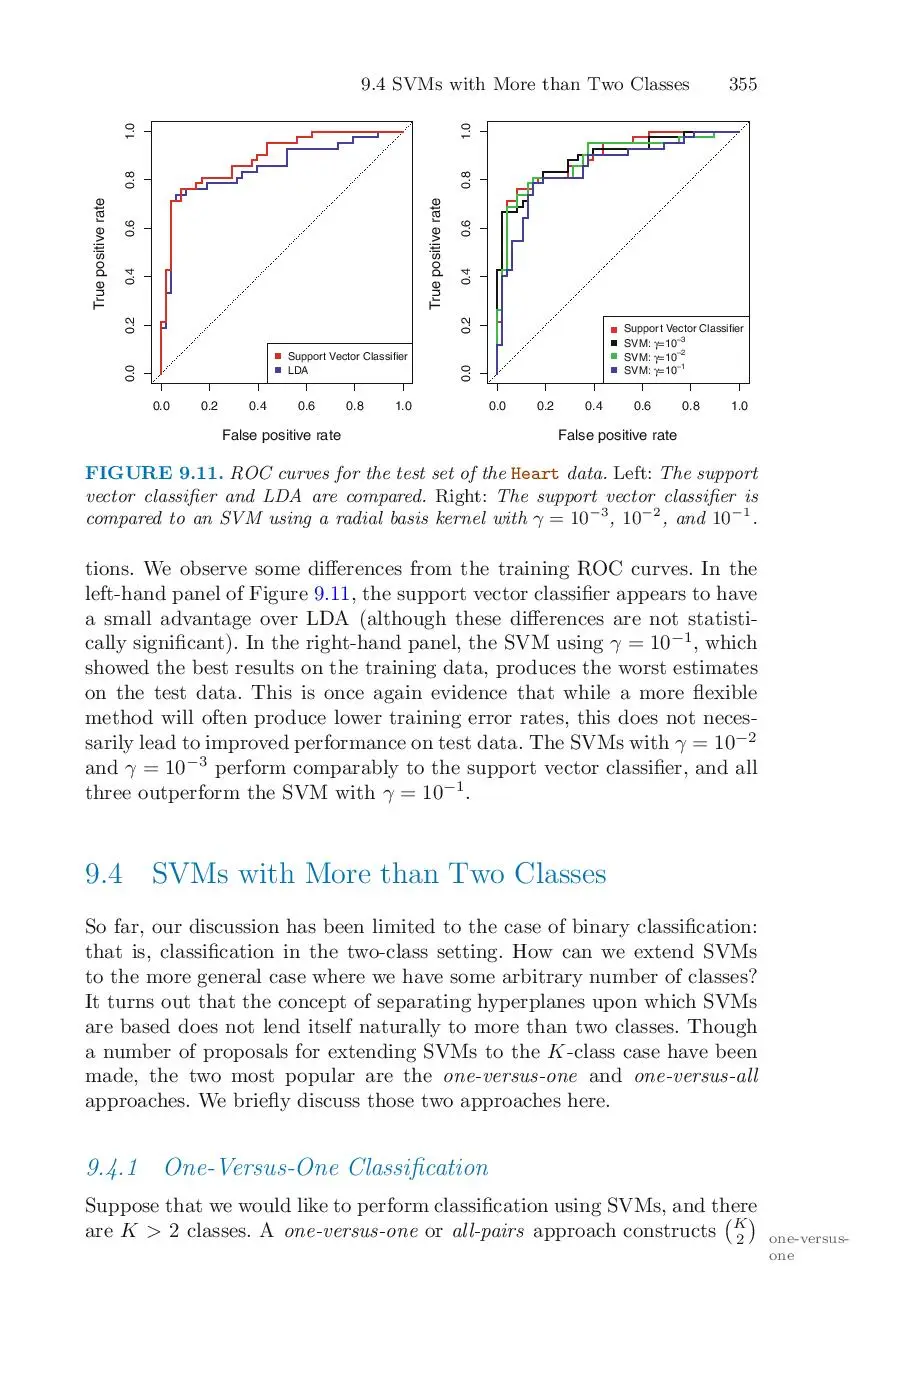 9.4 SVMs with More than Two Classes 355
1.0
0.8
0.6
0.4
0.2
0.0
True positive rate
Support Vector Classifier
LDA
0.0 0.2 0.4 0.6 0.8 1.0
False positive rate
1.0
0.8
0.6
0.4
0.2
0.0
True positive rate
Support Vector Classifier
SVM: γ=10⁻³
SVM: γ=10⁻²
SVM: γ=10⁻¹
0.0 0.2 0.4 0.6 0.8 1.0
False positive rate
FIGURE 9.11. ROC curves for the test set of the Heart data. Left: The support
vector classifier and LDA are compared. Right: The support vector classifier is
compared to an SVM using a radial basis kernel with γ = 10⁻³, 10⁻², and 10⁻¹.
tions. We observe some differences from the training ROC curves. In the
left-hand panel of Figure 9.11, the support vector classifier appears to have
a small advantage over LDA (although these differences are not statisti-
cally significant). In the right-hand panel, the SVM using γ = 10⁻¹, which
showed the best results on the training data, produces the worst estimates
on the test data. This is once again evidence that while a more flexible
method will often produce lower training error rates, this does not neces-
sarily lead to improved performance on test data. The SVMs with γ = 10⁻²
and γ = 10⁻³ perform comparably to the support vector classifier, and all
three outperform the SVM with γ = 10⁻¹.
9.4 SVMs with More than Two Classes
So far, our discussion has been limited to the case of binary classification:
that is, classification in the two-class setting. How can we extend SVMs
to the more general case where we have some arbitrary number of classes?
It turns out that the concept of separating hyperplanes upon which SVMs
are based does not lend itself naturally to more than two classes. Though
a number of proposals for extending SVMs to the K-class case have been
made, the two most popular are the one-versus-one and one-versus-all
approaches. We briefly discuss those two approaches here.
9.4.1 One-Versus-One Classification
Suppose that we would like to perform classification using SVMs, and there
are K > 2 classes. A one-versus-one or all-pairs approach constructs (K 2)
one-versus-
one